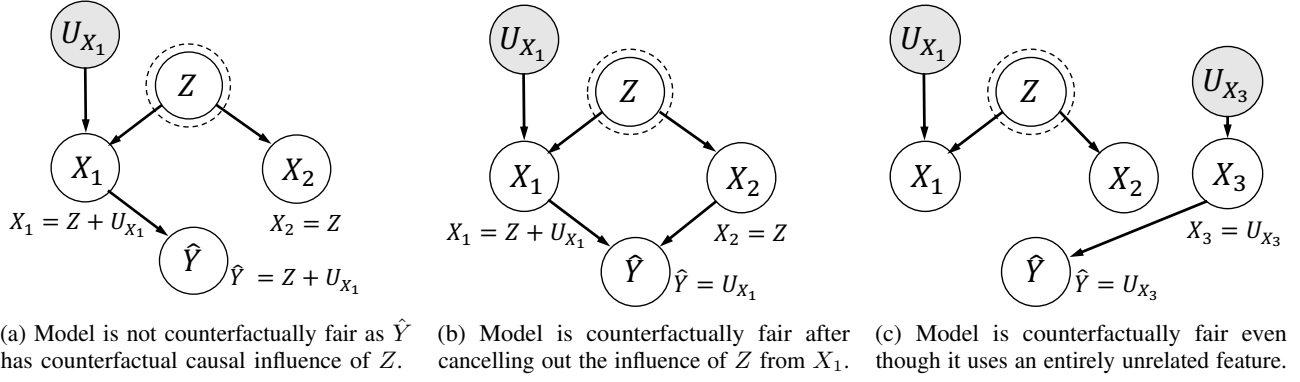 U_{X_1}
Z
X_1
X_2
X_1 = Z + U_{X_1}
X_2 = Z
Ŷ
Ŷ = Z + U_{X_1}
(a) Model is not counterfactually fair as Ŷ
has counterfactual causal influence of Z.
U_{X_1}
Z
X_1
X_2
X_1 = Z + U_{X_1}
X_2 = Z
Ŷ
Ŷ = U_{X_1}
(b) Model is counterfactually fair after
cancelling out the influence of Z from X_1.
U_{X_1}
Z
U_{X_3}
X_1
X_2
X_3
X_3 = U_{X_3}
Ŷ
Ŷ = U_{X_3}
(c) Model is counterfactually fair even
though it uses an entirely unrelated feature.